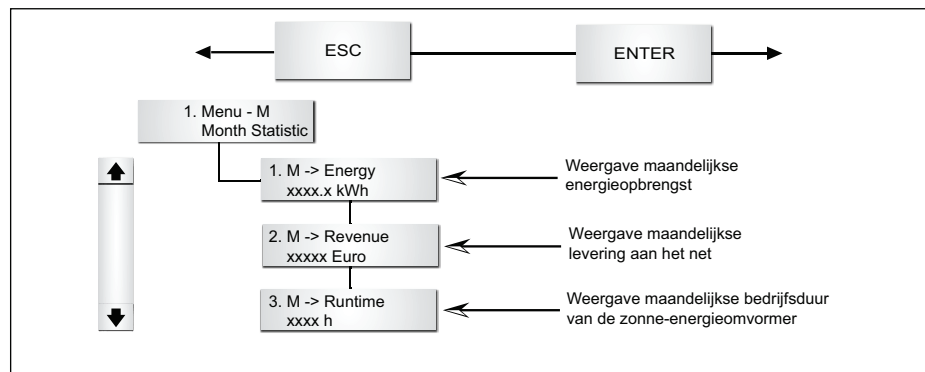 ESC
ENTER
1. Menu - M
Month Statistic
1. M -> Energy
xxxx.x kWh
Weergave maandelijkse
energieopbrengst
2. M -> Revenue
xxxxx Euro
Weergave maandelijkse
levering aan het net
3. M -> Runtime
xxxx h
Weergave maandelijkse bedrijfsduur
van de zonne-energieomvormer